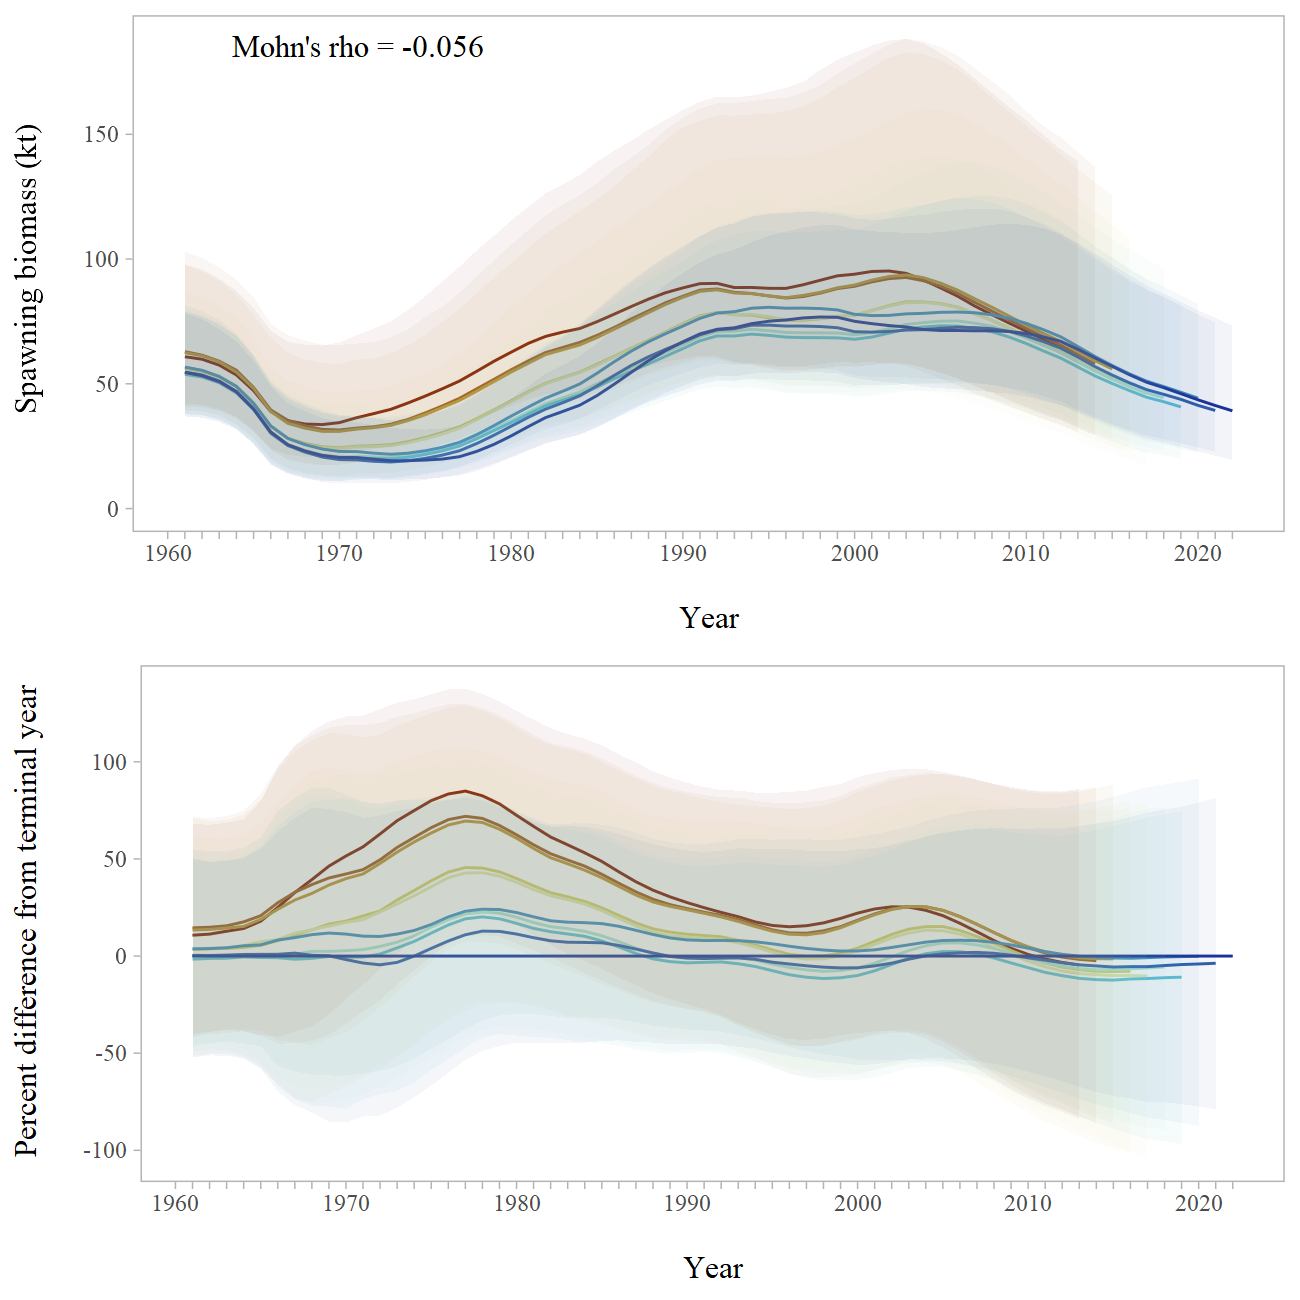 Mohn's rho = -0.056
Spawning biomass (kt)
150
100
50
0
1960 1970 1980 1990 2000 2010 2020
Year
Percent difference from terminal year
100
50
0
-50
-100
1960 1970 1980 1990 2000 2010 2020
Year